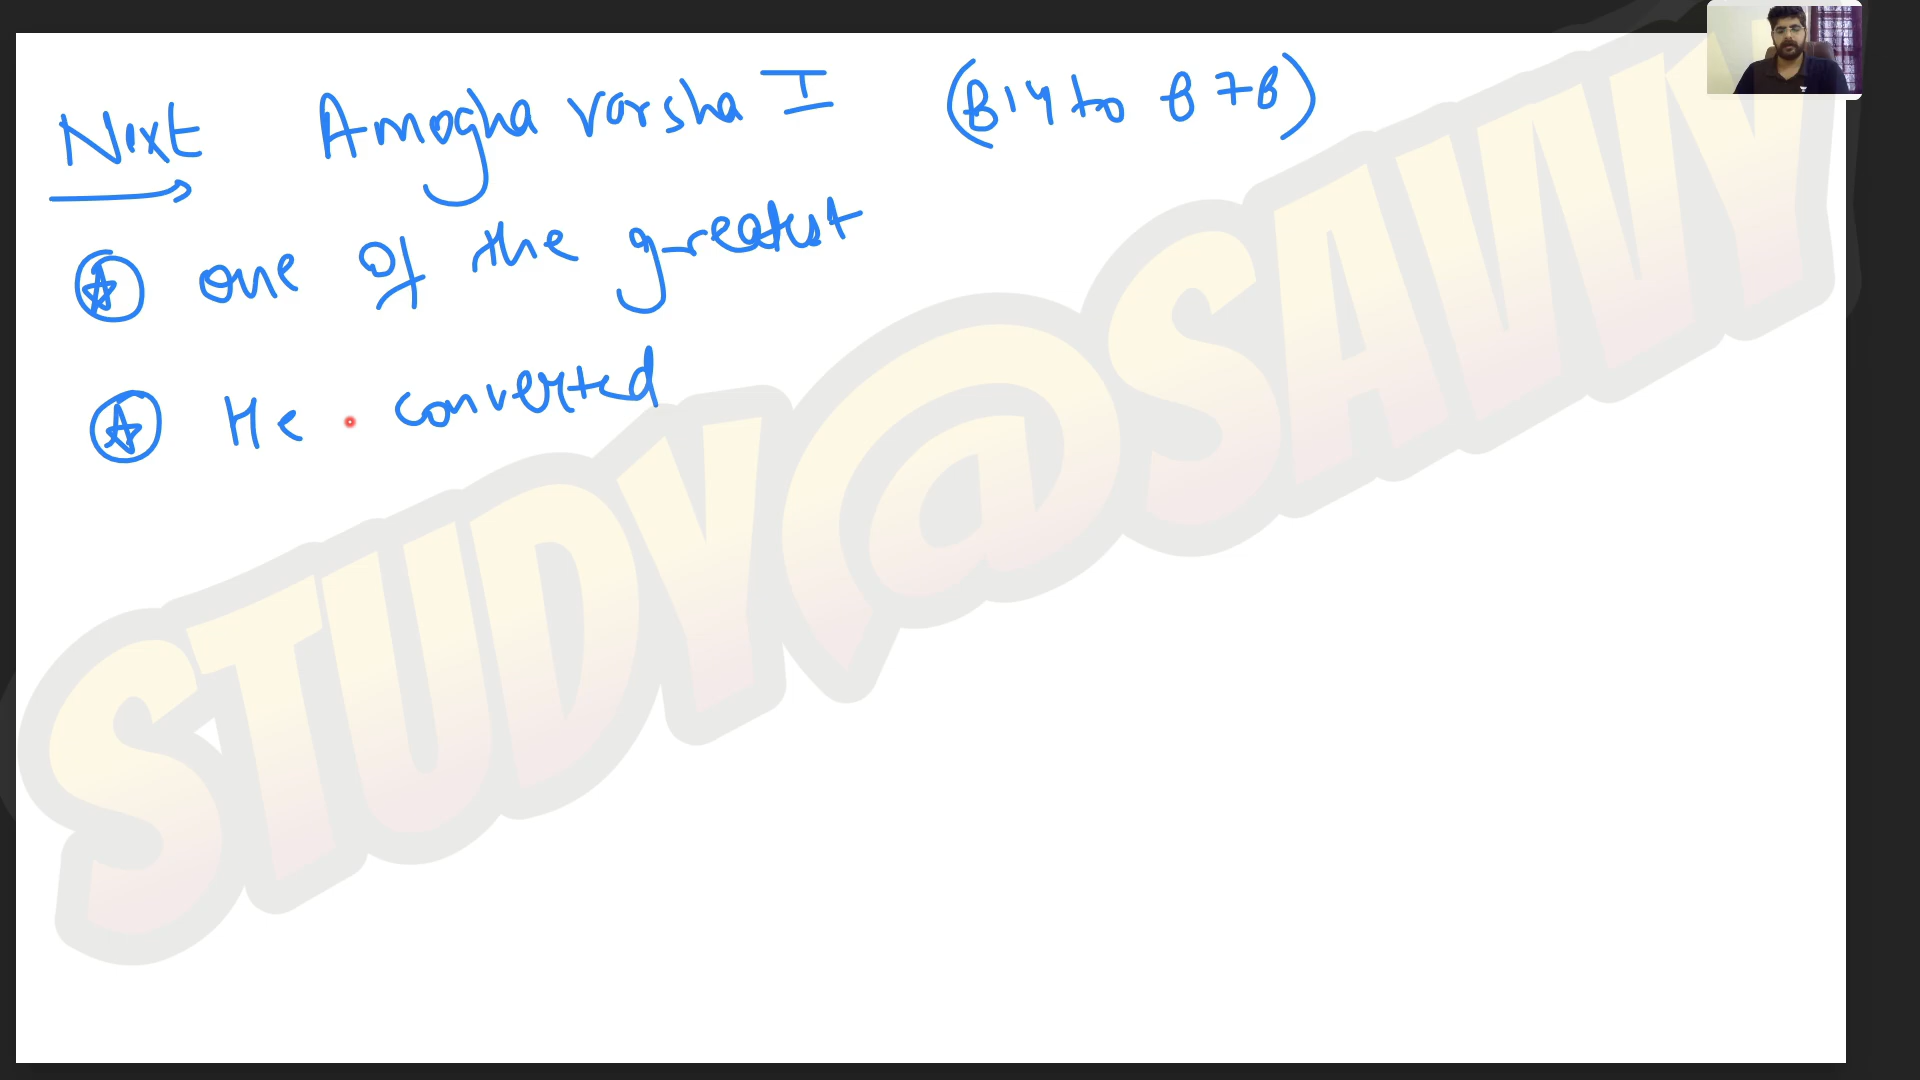 Next Amogha varsha I (814 to 878)
one of the greatest
He converted
STUDY@SAVVY